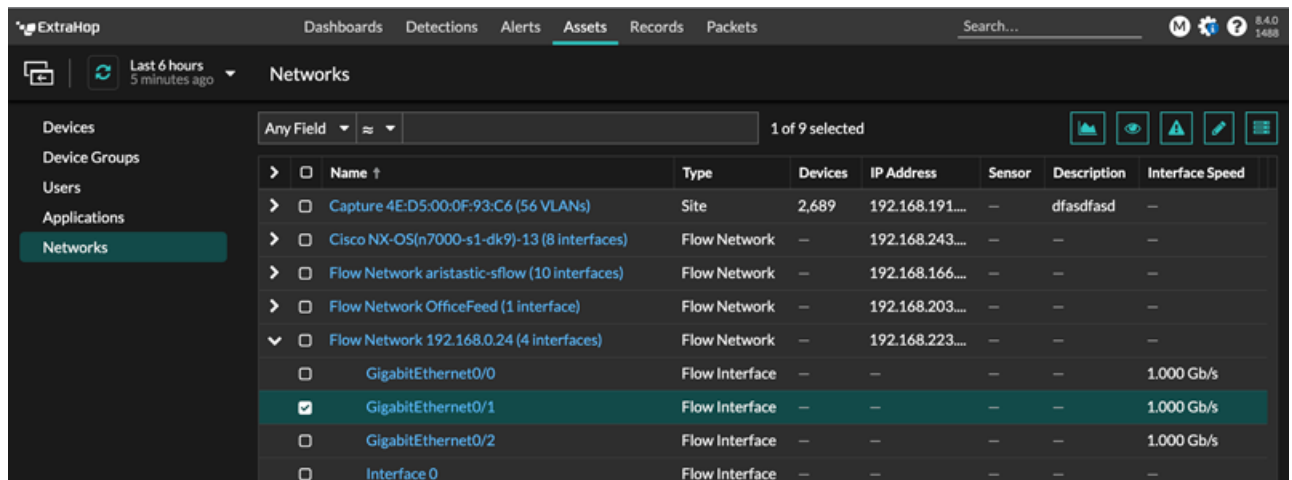 ExtraHop Dashboards Detections Alerts Assets Records Packets Search... M ? 8.4.0
1488
Last 6 hours
5 minutes ago
Networks
Devices
Device Groups
Users
Applications
Networks
Any Field ≈ 1 of 9 selected
Name ↑ Type Devices IP Address Sensor Description Interface Speed
Capture 4E:D5:00:0F:93:C6 (56 VLANs) Site 2,689 192.168.191.... — dfasdfasd —
Cisco NX-OS(n7000-s1-dk9)-13 (8 interfaces) Flow Network — 192.168.243.... — — —
Flow Network aristastic-sflow (10 interfaces) Flow Network — 192.168.166.... — — —
Flow Network OfficeFeed (1 interface) Flow Network — 192.168.203.... — — —
Flow Network 192.168.0.24 (4 interfaces) Flow Network — 192.168.223.... — — —
GigabitEthernet0/0 Flow Interface — — — — 1.000 Gb/s
GigabitEthernet0/1 Flow Interface — — — — 1.000 Gb/s
GigabitEthernet0/2 Flow Interface — — — — 1.000 Gb/s
Interface 0 Flow Interface — — — — —